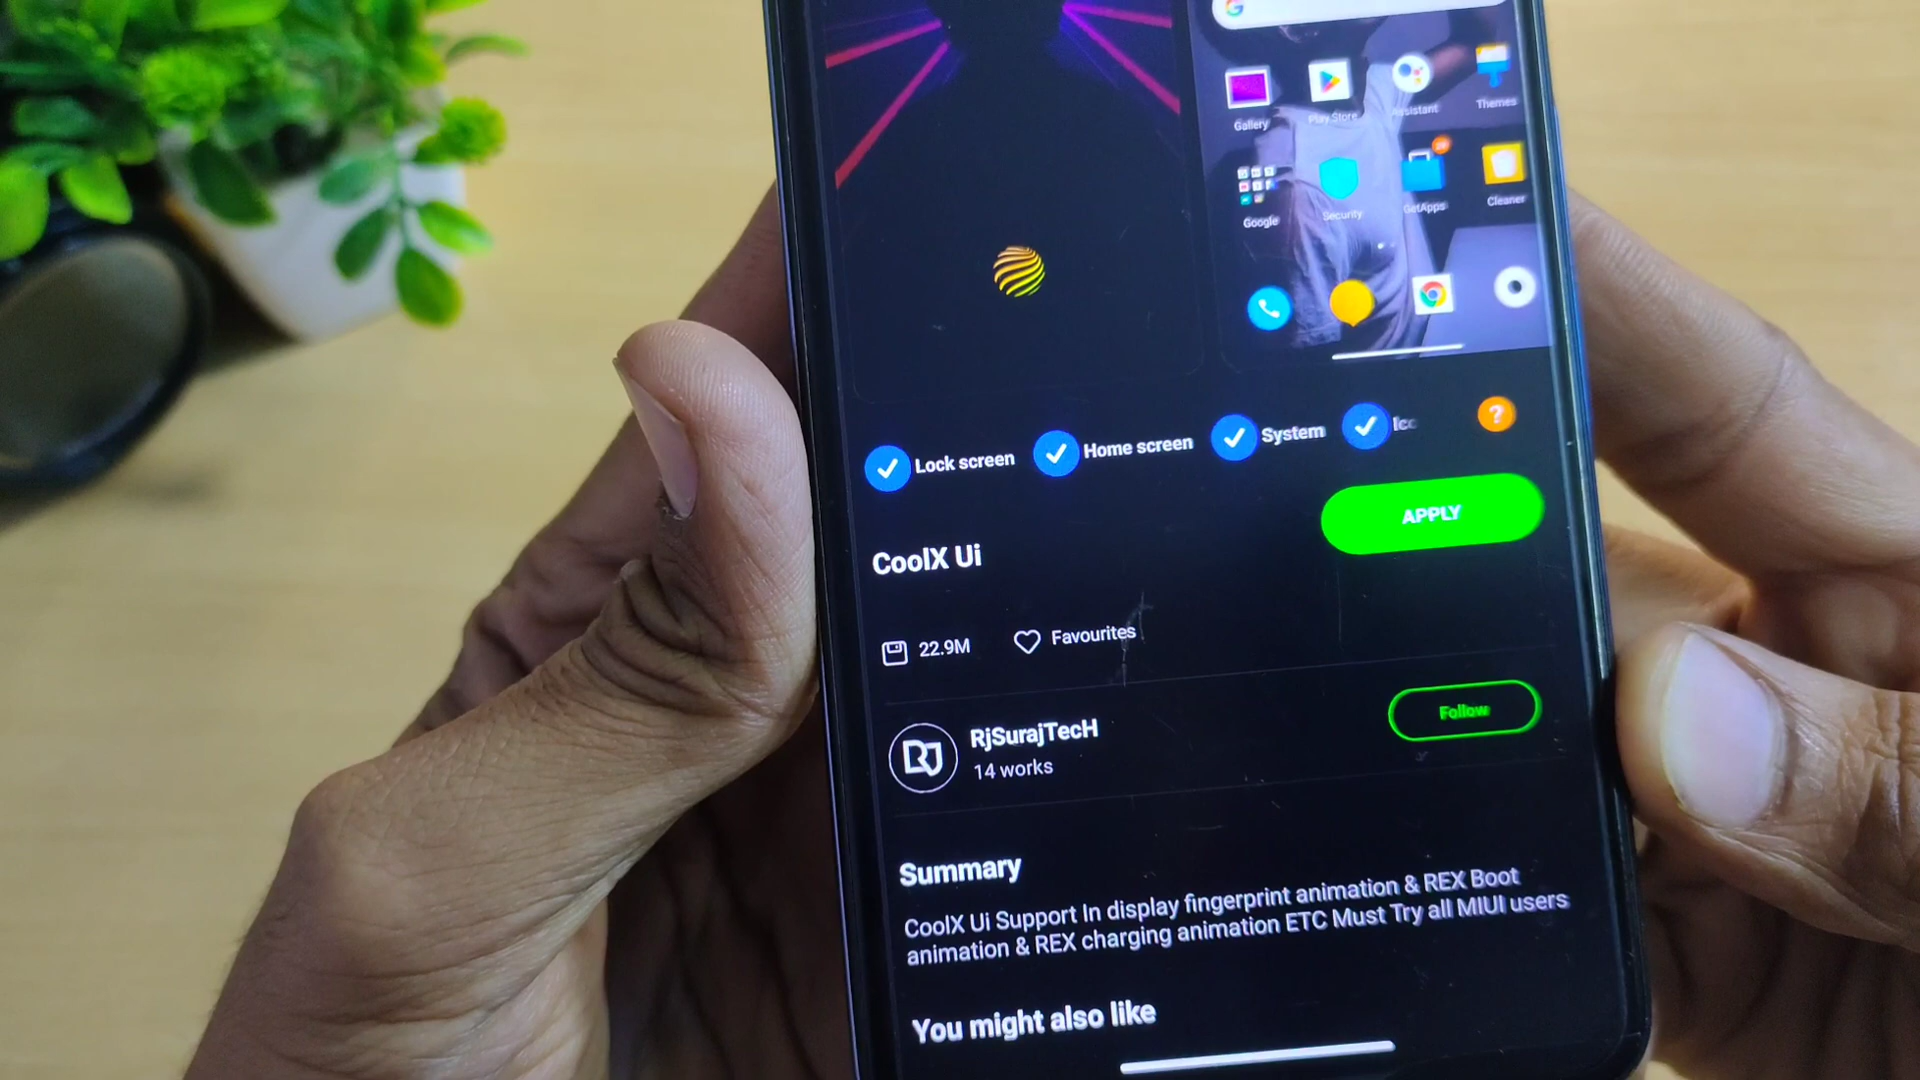 Gallery
Play Store
Assistant
Themes
Google
Security
GetApps
Cleaner
Lock screen
Home screen
System
APPLY
CoolX Ui
22.9M
Favourites
RjSurajTecH
14 works
Follow
Summary
CoolX Ui Support In display fingerprint animation & REX Boot
animation & REX charging animation ETC Must Try all MIUI users
You might also like